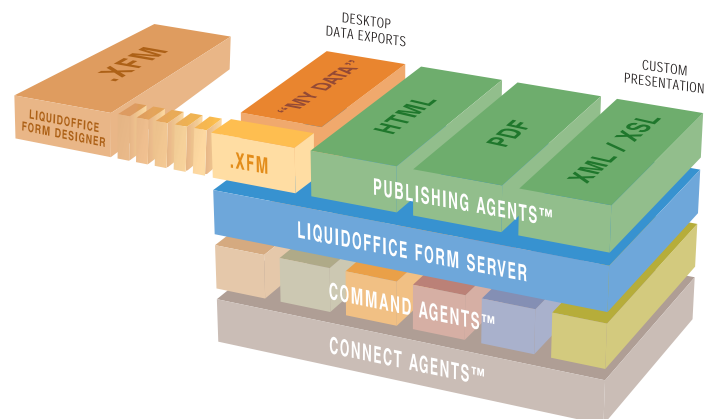 DESKTOP
DATA EXPORTS
CUSTOM
PRESENTATION
.XFM
LIQUIDOFFICE
FORM DESIGNER
.XFM
“MY DATA”
HTML
PDF
XML / XSL
PUBLISHING AGENTS™
LIQUIDOFFICE FORM SERVER
COMMAND AGENTS™
CONNECT AGENTS™